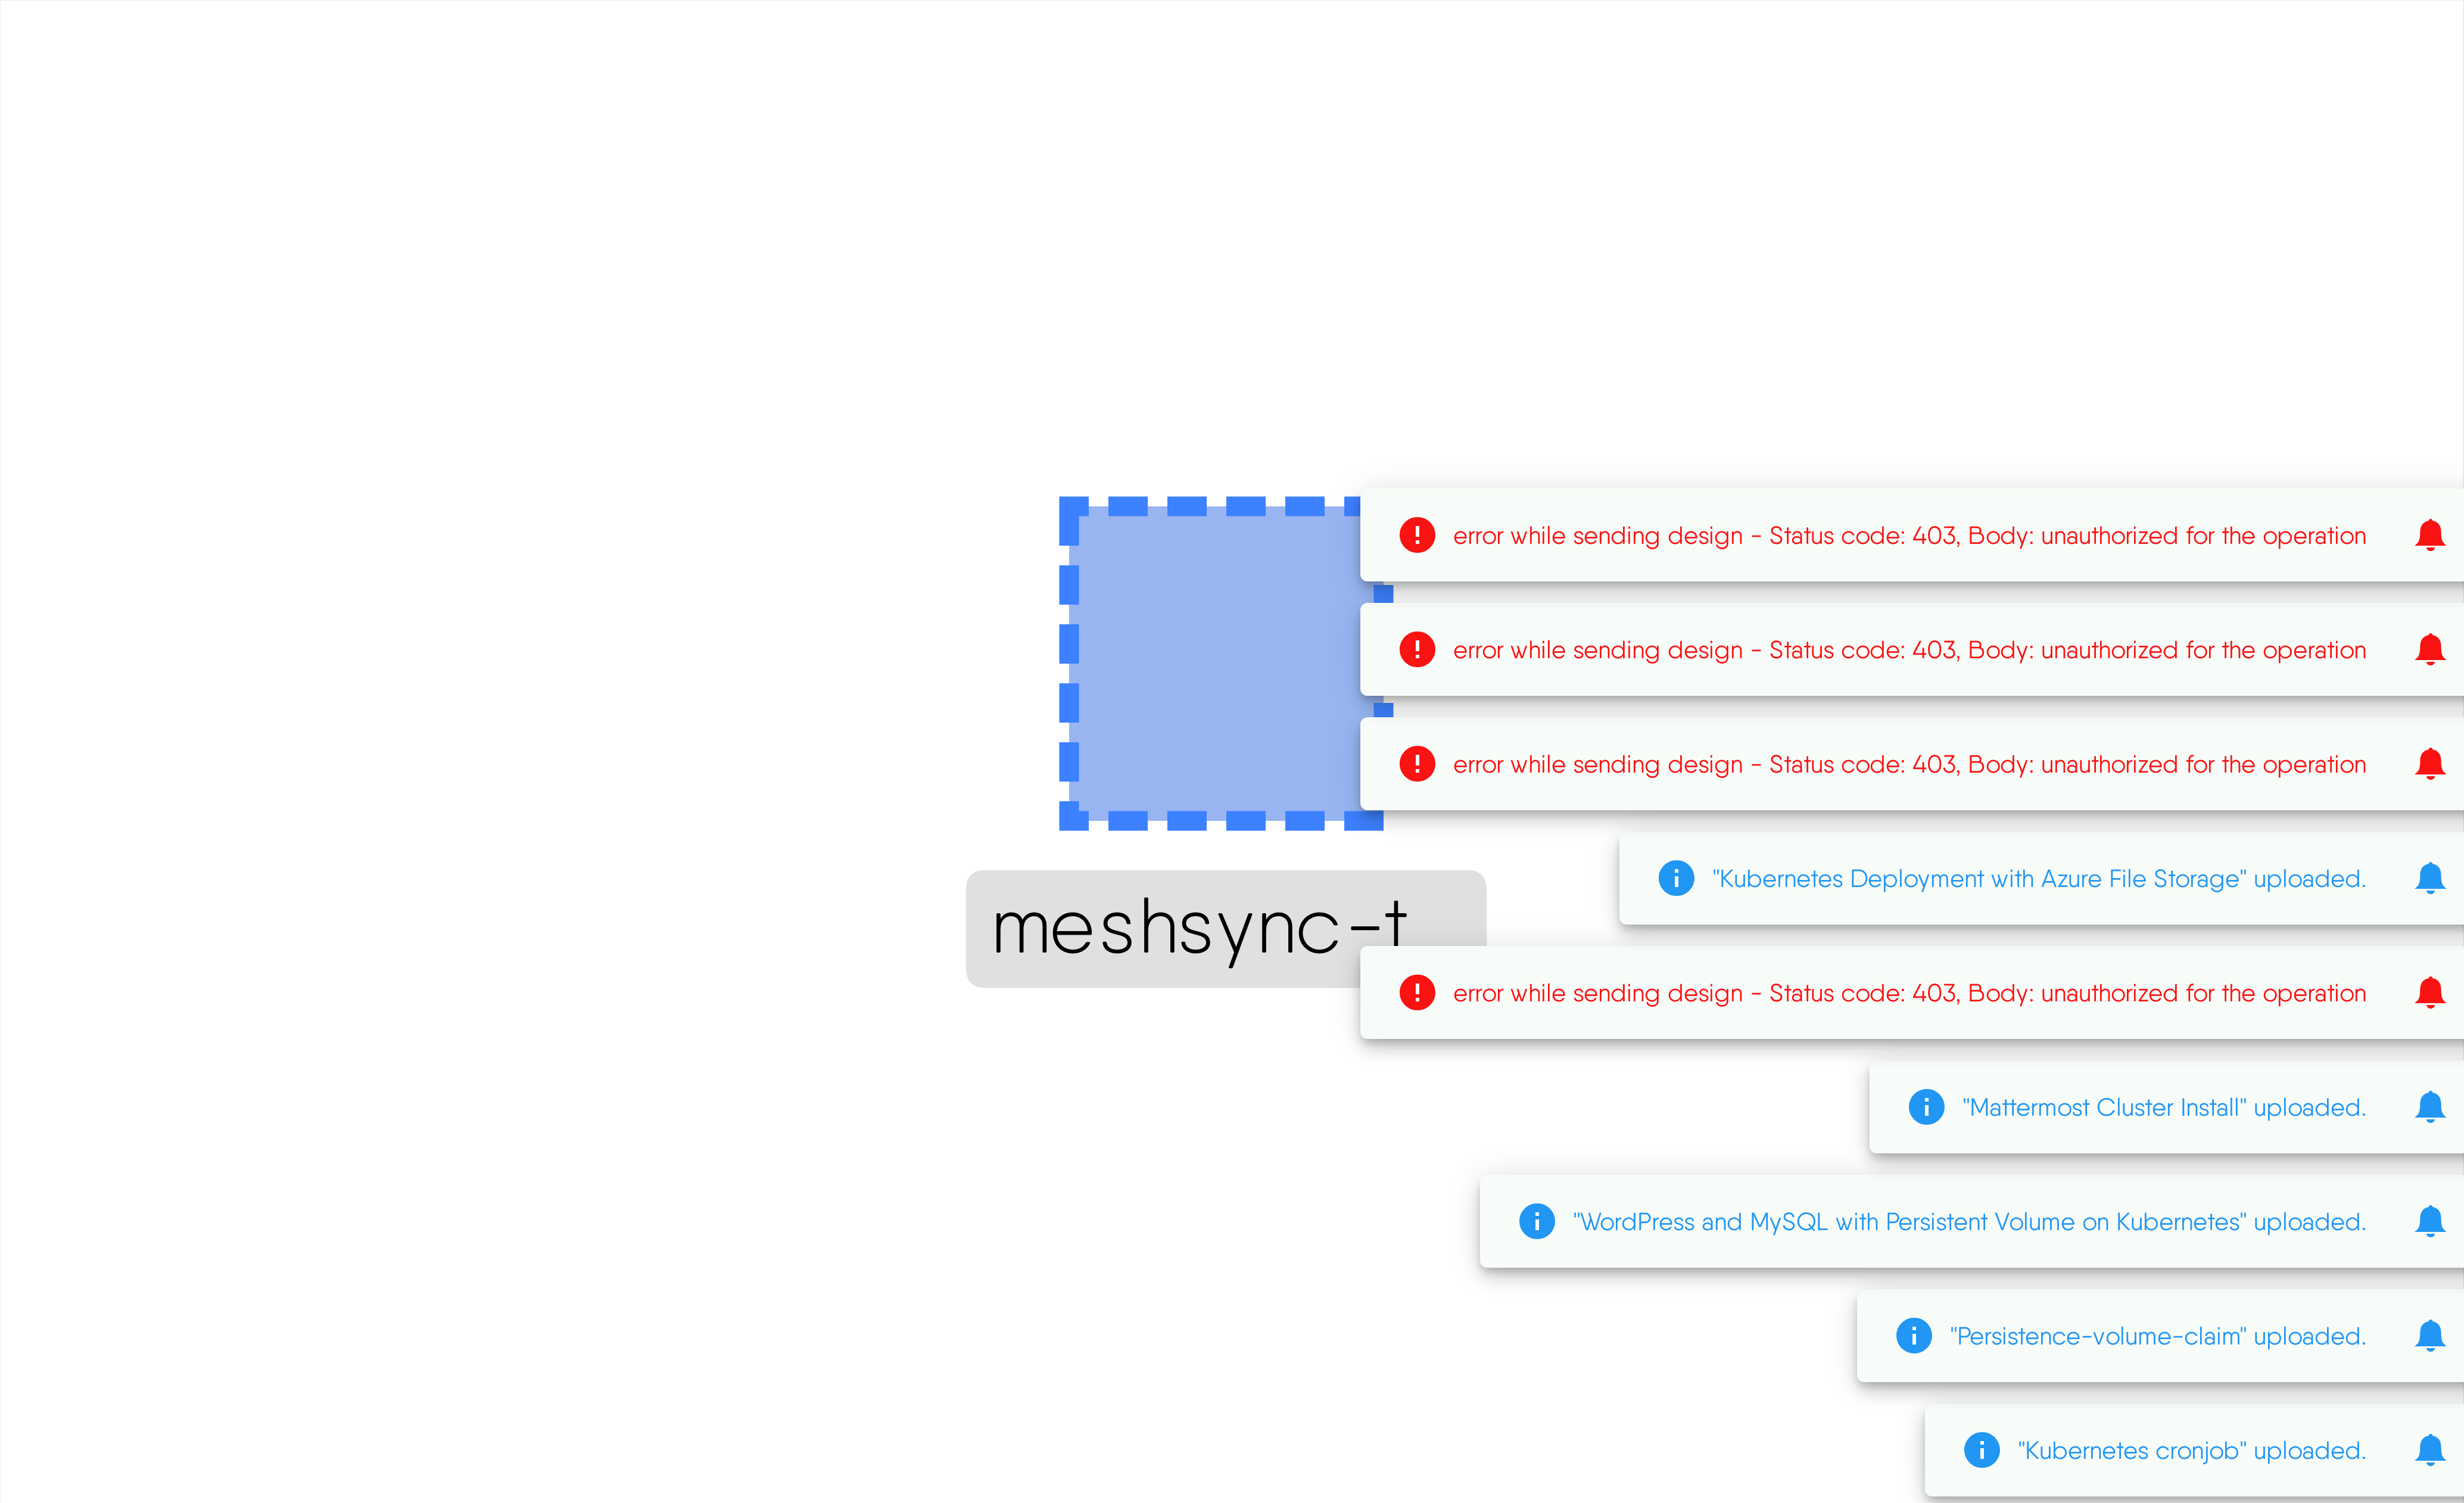 error while sending design - Status code: 403, Body: unauthorized for the operation
error while sending design - Status code: 403, Body: unauthorized for the operation
error while sending design - Status code: 403, Body: unauthorized for the operation
"Kubernetes Deployment with Azure File Storage" uploaded.
meshsync-t
error while sending design - Status code: 403, Body: unauthorized for the operation
"Mattermost Cluster Install" uploaded.
"WordPress and MySQL with Persistent Volume on Kubernetes" uploaded.
"Persistence-volume-claim" uploaded.
"Kubernetes cronjob" uploaded.